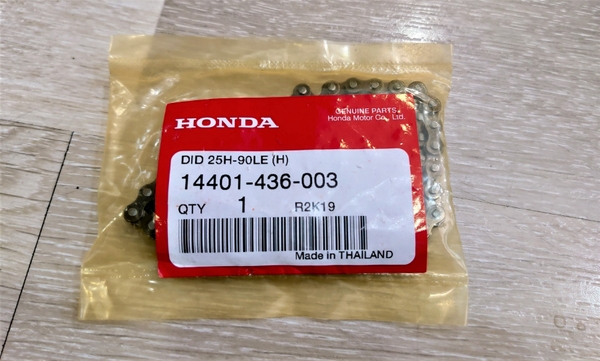 HONDA
GENUINE PARTS
Honda Motor Co., Ltd.
DID 25H-90LE (H)
14401-436-003
QTY 1 R2K19
Made in THAILAND